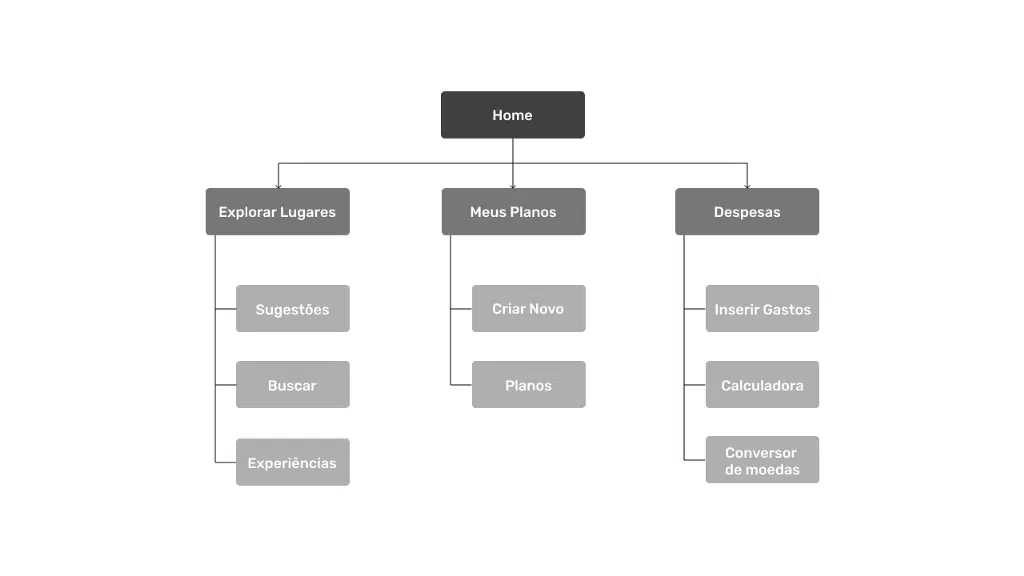 Home
Explorar Lugares
Meus Planos
Despesas
Sugestões
Criar Novo
Inserir Gastos
Buscar
Planos
Calculadora
Experiências
Conversor
de moedas